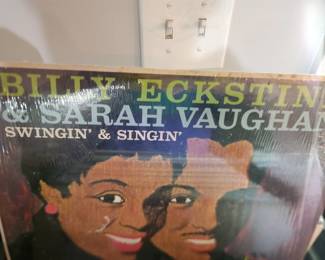 BILLY ECKSTIN
& SARAH VAUGHAN
SWINGIN' & SINGIN'